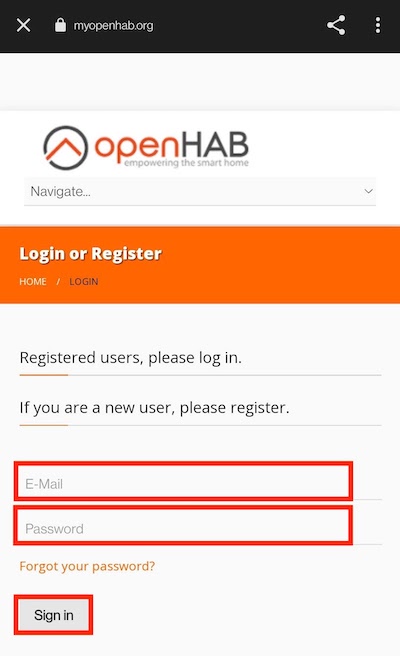 myopenhab.org
openHAB
empowering the smart home
Navigate...
Login or Register
HOME / LOGIN
Registered users, please log in.
If you are a new user, please register.
E-Mail
Password
Forgot your password?
Sign in